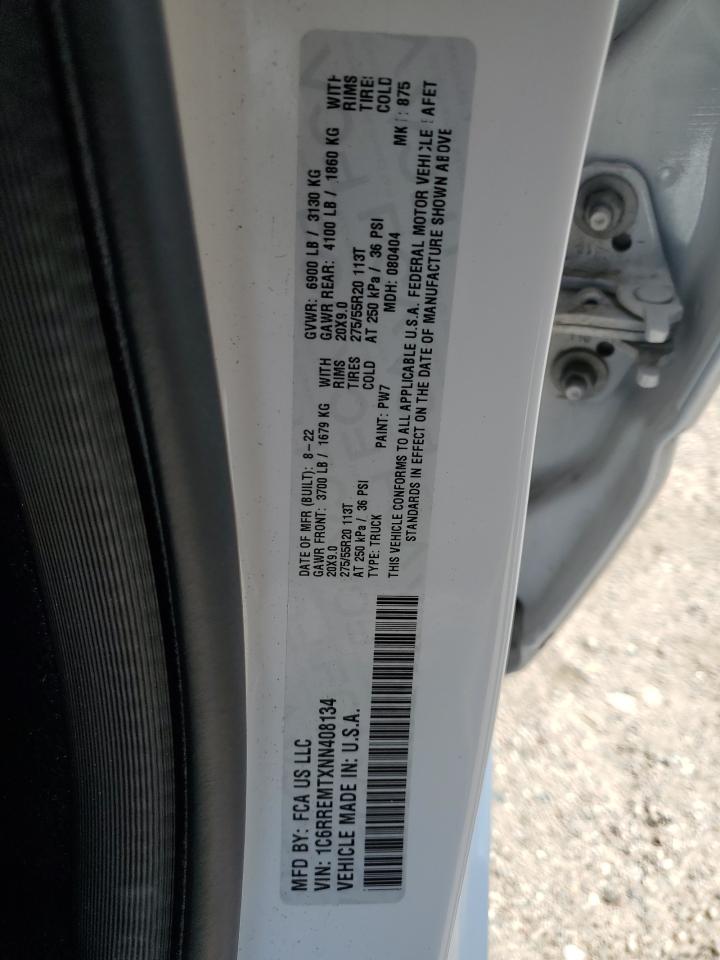 MFD BY: FCA US LLC
VIN: 1C6RREMTXNN408134
VEHICLE MADE IN: U.S.A.
DATE OF MFR (BUILT): 8-22
GAWR FRONT: 3700 LB / 1679 KG WITH
20X9.0 RIMS
275/55R20 113T TIRES
AT 250 kPa / 36 PSI COLD
TYPE: TRUCK PAINT: PW7
GVWR: 6900 LB / 3130 KG
GAWR REAR: 4100 LB / 1860 KG WITH
20X9.0 RIMS
275/55R20 113T TIRES
AT 250 kPa / 36 PSI COLD
MDH: 080404 MK : 875
THIS VEHICLE CONFORMS TO ALL APPLICABLE U.S.A. FEDERAL MOTOR VEHICLE SAFET
STANDARDS IN EFFECT ON THE DATE OF MANUFACTURE SHOWN ABOVE